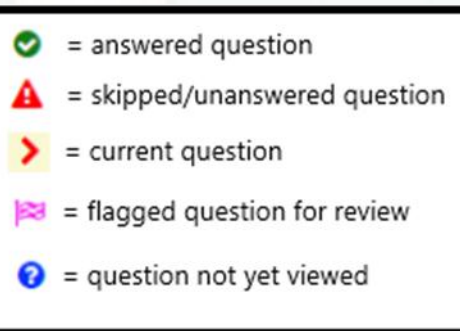 = answered question
= skipped/unanswered question
= current question
= flagged question for review
? = question not yet viewed